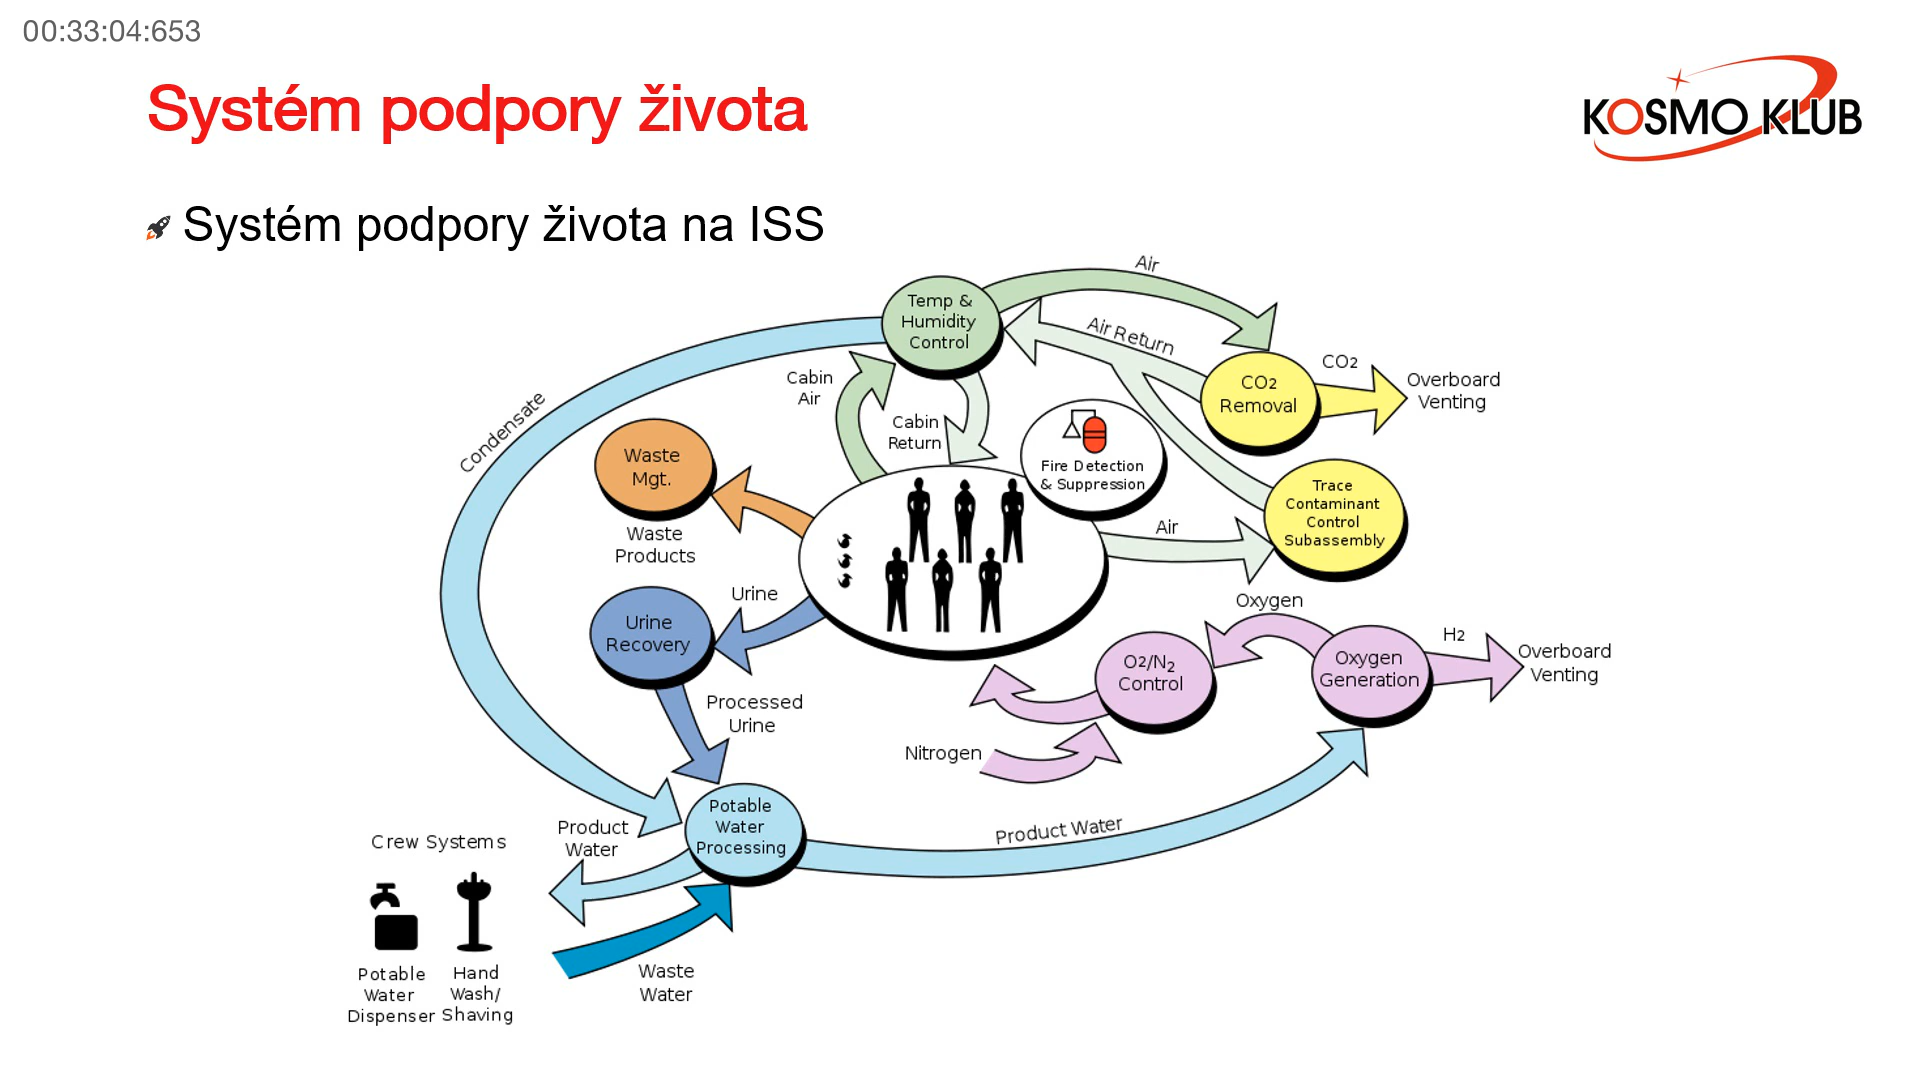 00:33:04:653
Systém podpory života
KOSMO KLUB
Systém podpory života na ISS
Air
Temp &
Humidity
Control
Air Return
CO2
Removal
CO2
Overboard
Venting
Cabin
Air
Cabin
Return
Condensate
Waste
Mgt.
Waste
Products
Fire Detection
& Suppression
Trace
Contaminant
Control
Subassembly
Air
Urine
Urine
Recovery
Processed
Urine
Oxygen
O2/N2
Control
Oxygen
Generation
H2
Overboard
Venting
Nitrogen
Potable
Water
Processing
Product Water
Product
Water
Crew Systems
Potable
Water
Dispenser
Hand
Wash/
Shaving
Waste
Water